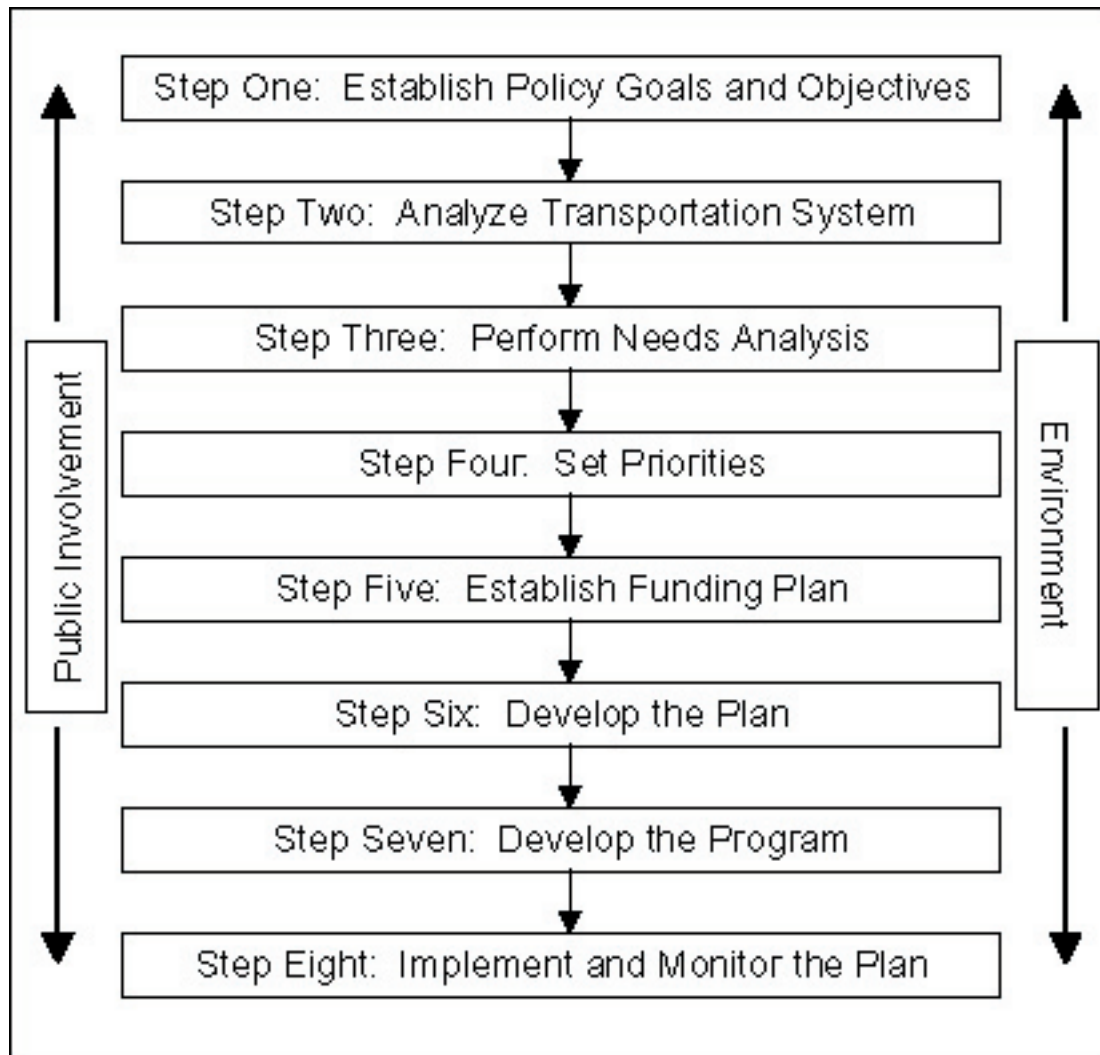 Step One: Establish Policy Goals and Objectives
Step Two: Analyze Transportation System
Step Three: Perform Needs Analysis
Step Four: Set Priorities
Step Five: Establish Funding Plan
Step Six: Develop the Plan
Step Seven: Develop the Program
Step Eight: Implement and Monitor the Plan
Public Involvement
Environment